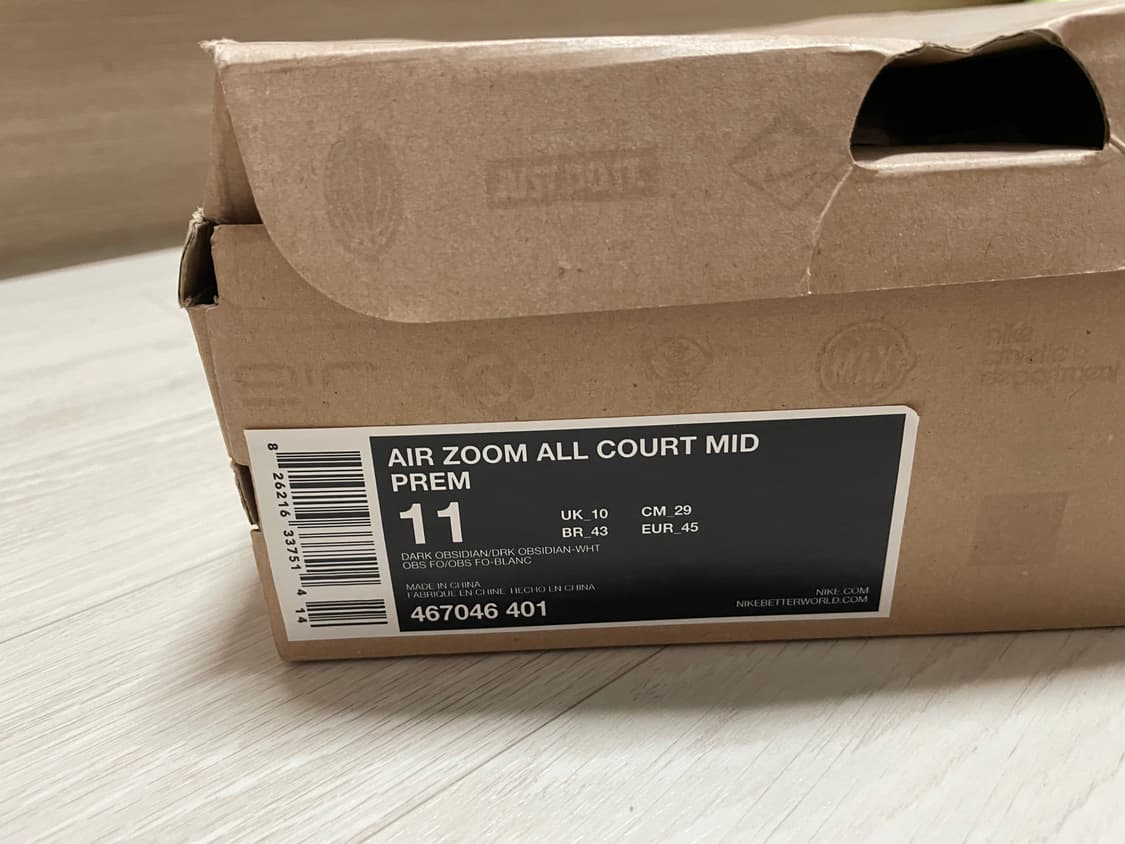 MAXS
nike
AIR ZOOM ALL COURT MID
PREM
11
UK_10 CM_29
BR_43 EUR_45
DARK OBSIDIAN/DRK OBSIDIAN-WHT
OBS FO/OBS FO-BLANC
MADE IN CHINA
FABRIQUE EN CHINE HECHO EN CHINA
467046 401
NIKE.COM
NIKEBETTERWORLD.COM
8 26216 33751 4 14